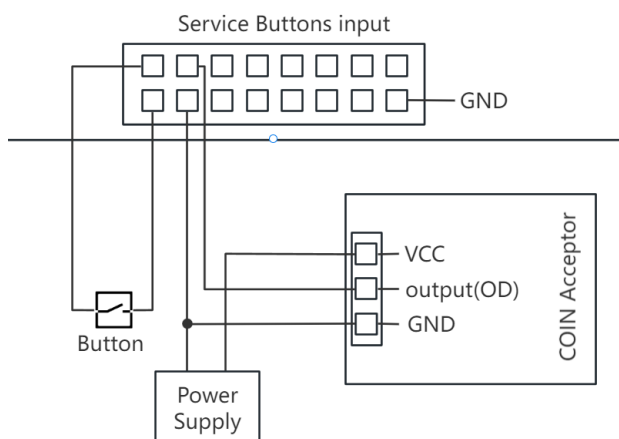 Service Buttons input
GND
VCC
output(OD)
GND
COIN Acceptor
Button
Power
Supply